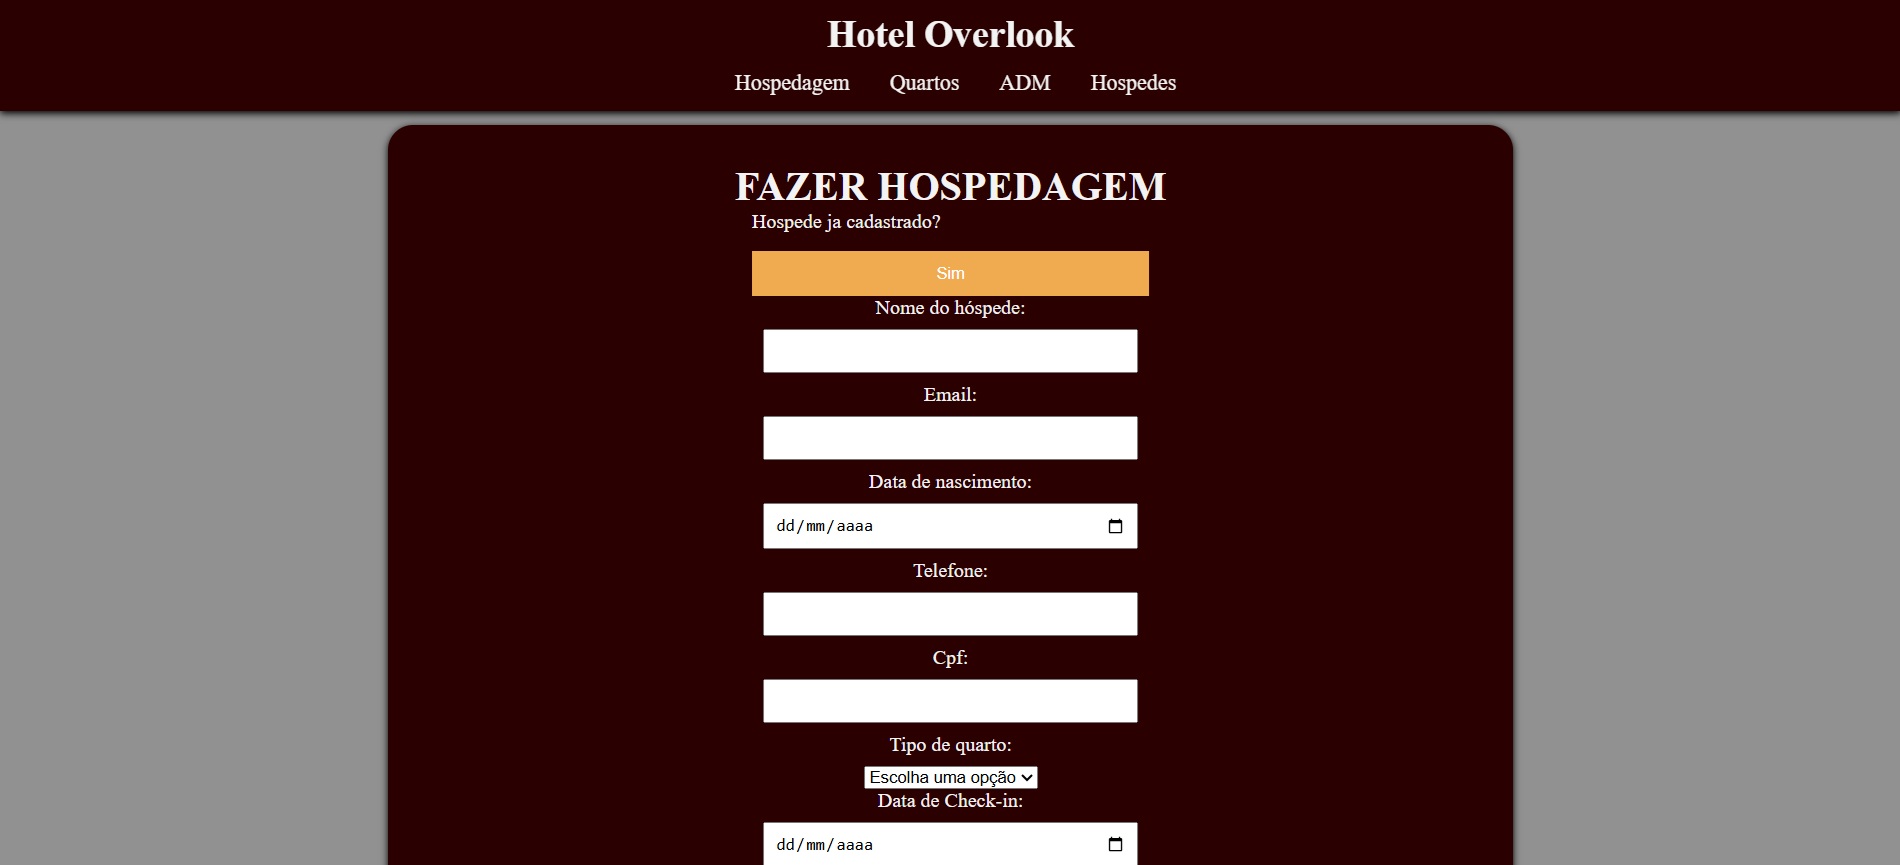 Hotel Overlook
Hospedagem Quartos ADM Hospedes
FAZER HOSPEDAGEM
Hospede ja cadastrado?
Sim
Nome do hóspede:
Email:
Data de nascimento:
dd/mm/aaaa
Telefone:
Cpf:
Tipo de quarto:
Escolha uma opção
Data de Check-in:
dd/mm/aaaa